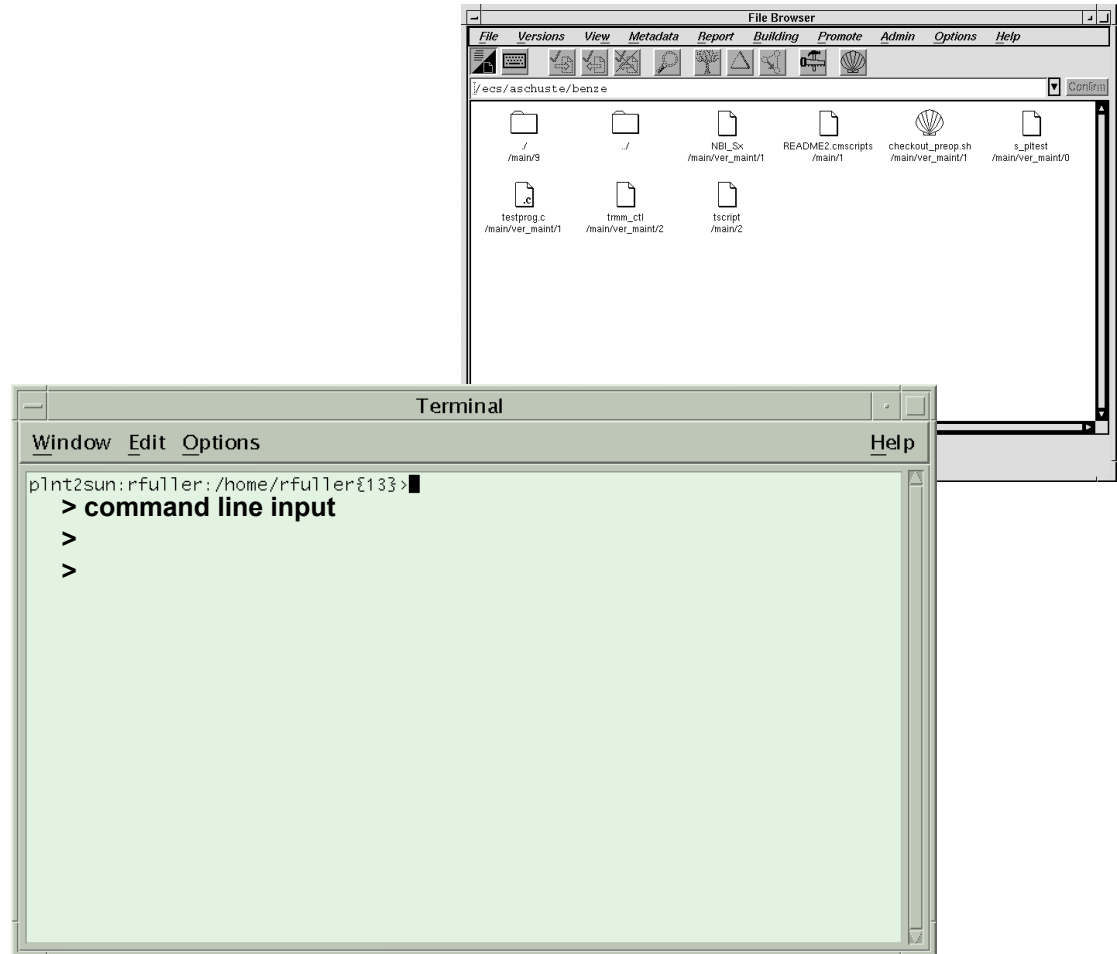 File Browser
File Versions View Metadata Report Building Promote Admin Options Help
/ecs/aschuste/benze Confirm
./ ../ NBI_Sx README2.cmscripts checkout_preop.sh s_pltest
/main/9 /main/ver_maint/1 /main/1 /main/ver_maint/1 /main/ver_maint/0
.c
testprog.c trmm_ctl tscript
/main/ver_maint/1 /main/ver_maint/2 /main/2
Terminal
Window Edit Options Help
plnt2sun:rfuller:/home/rfuller{13}>
> command line input
>
>